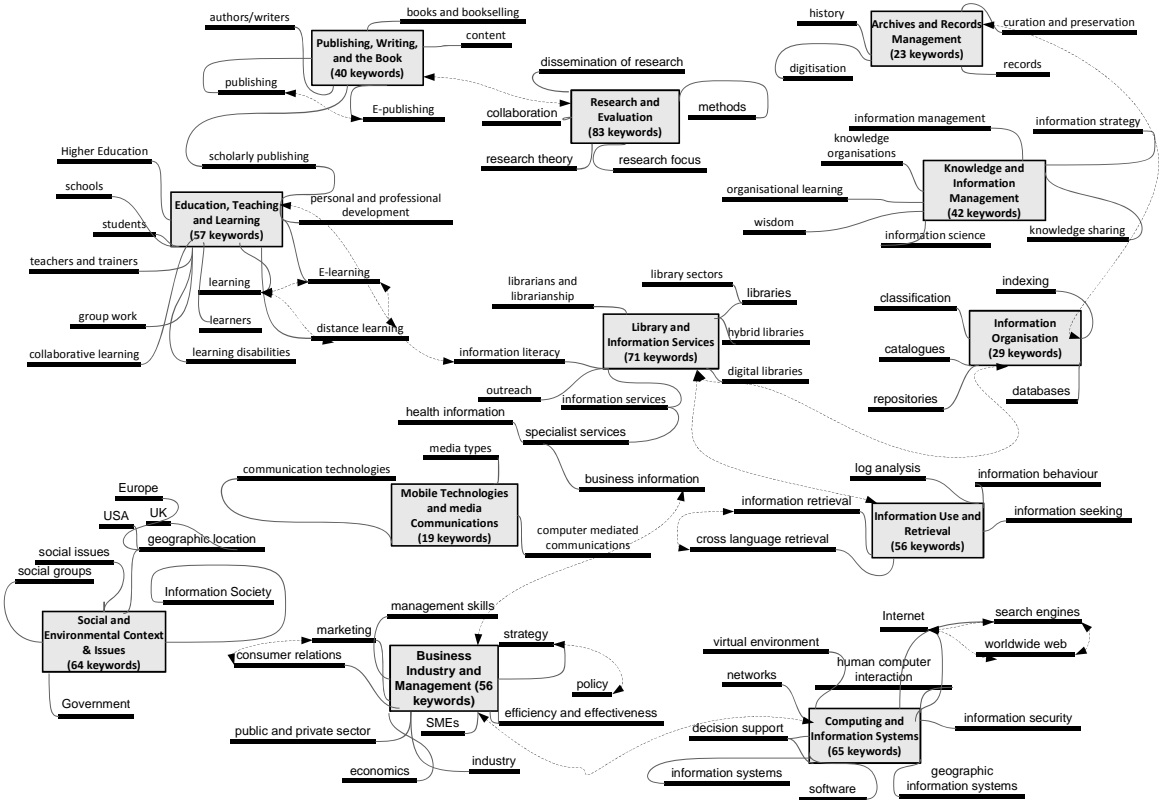 books and bookselling
authors/writers
content
Publishing, Writing,
and the Book
(40 keywords)
publishing
E-publishing
dissemination of research
Research and
Evaluation
(83 keywords)
collaboration
methods
research theory
research focus
history
Archives and Records
Management
(23 keywords)
curation and preservation
digitisation
records
information management
information strategy
knowledge
organisations
Knowledge and
Information
Management
(42 keywords)
organisational learning
wisdom
information science
knowledge sharing
Higher Education
scholarly publishing
schools
Education, Teaching
and Learning
(57 keywords)
personal and professional
development
students
teachers and trainers
E-learning
learning
group work
learners
distance learning
collaborative learning
learning disabilities
librarians and
librarianship
library sectors
libraries
Library and
Information Services
(71 keywords)
hybrid libraries
information literacy
digital libraries
outreach
information services
health information
specialist services
business information
indexing
classification
Information
Organisation
(29 keywords)
catalogues
repositories
databases
media types
communication technologies
Mobile Technologies
and media
Communications
(19 keywords)
computer mediated
communications
log analysis
information behaviour
information retrieval
Information Use and
Retrieval
(56 keywords)
information seeking
cross language retrieval
Europe
USA
UK
geographic location
social issues
social groups
Information Society
Social and
Environmental Context
& Issues
(64 keywords)
Government
management skills
marketing
strategy
consumer relations
Business
Industry and
Management (56
keywords)
policy
efficiency and effectiveness
SMEs
public and private sector
economics
industry
Internet
search engines
worldwide web
virtual environment
human computer
interaction
networks
Computing and
Information Systems
(65 keywords)
information security
decision support
information systems
software
geographic
information systems